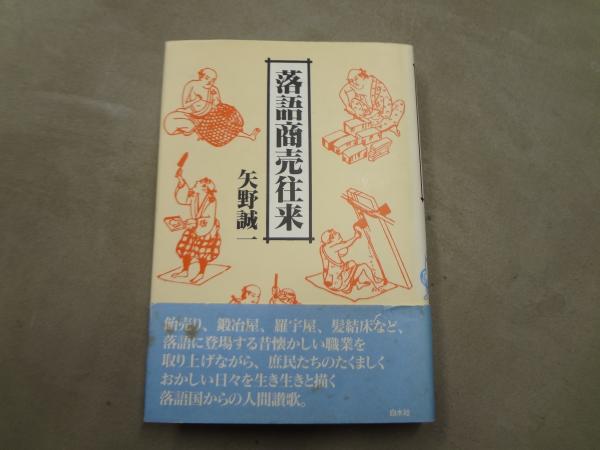 落語商売往来
矢野誠一
飴売り、鍛冶屋、羅宇屋、髪結床など、
落語に登場する昔懐かしい職業を
取り上げながら、庶民たちのたくましく
おかしい日々を生き生きと描く
落語国からの人間讃歌。
白水社